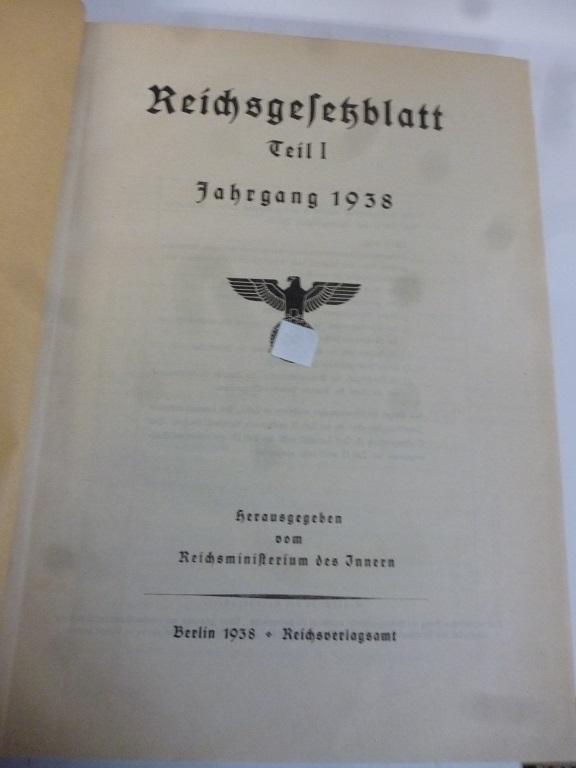 Reichsgesetzblatt
Teil I
Jahrgang 1938
Herausgegeben
vom
Reichsministerium des Innern
Berlin 1938 * Reichsverlagsamt